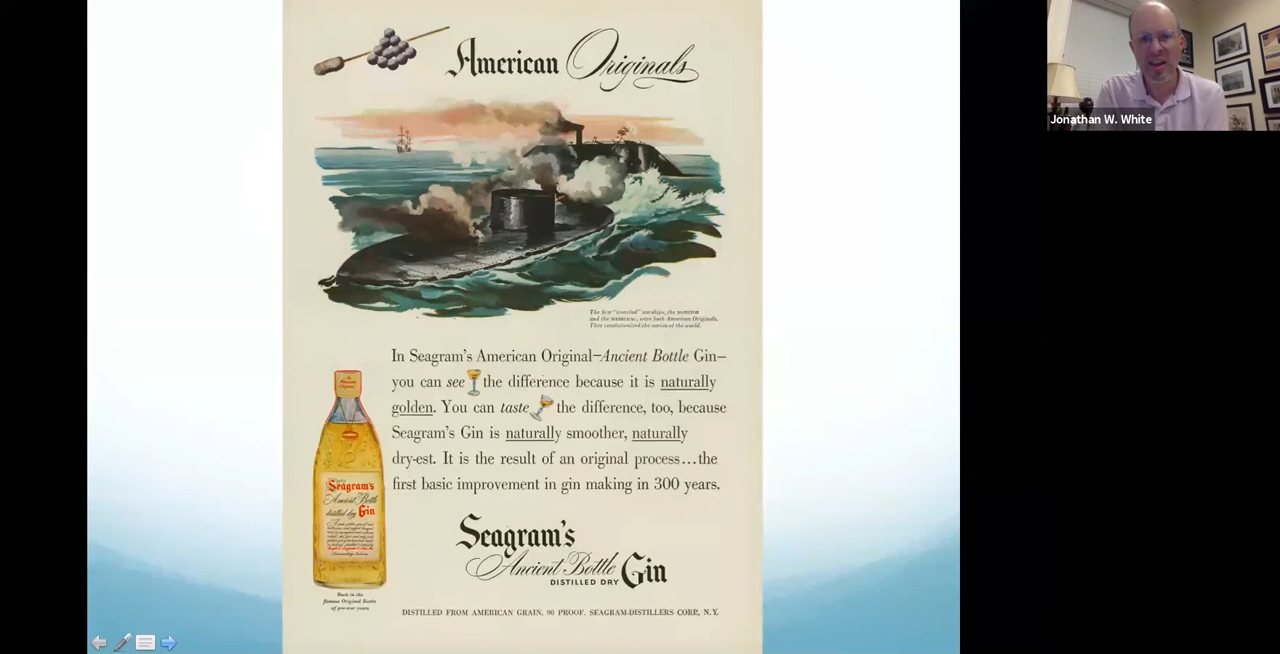 American Originals
Jonathan W. White
The first "ironclad" warships, the MONITOR
and the MERRIMAC, were both American Originals.
They revolutionized the navies of the world.
In Seagram's American Original—Ancient Bottle Gin—
you can see the difference because it is naturally
golden. You can taste the difference, too, because
Seagram's Gin is naturally smoother, naturally
dry-est. It is the result of an original process...the
first basic improvement in gin making in 300 years.
Seagram's
Ancient Bottle
distilled dry Gin
Seagram's
Ancient Bottle
DISTILLED DRY Gin
Back in the
famous Original Bottle
of pre-war years
DISTILLED FROM AMERICAN GRAIN. 90 PROOF. SEAGRAM-DISTILLERS CORP., N.Y.